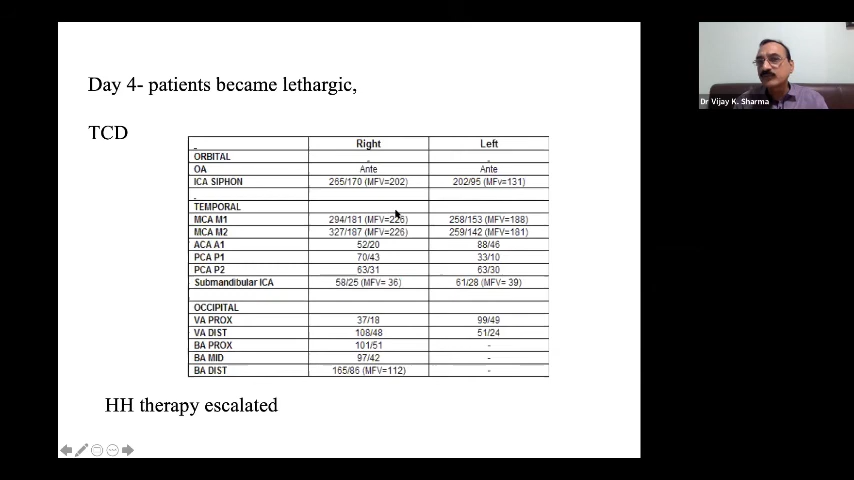 Day 4- patients became lethargic,
TCD
Right Left
ORBITAL
OA Ante Ante
ICA SIPHON 265/170 (MFV=202) 202/95 (MFV=131)
TEMPORAL
MCA M1 294/181 (MFV=226) 258/153 (MFV=188)
MCA M2 327/187 (MFV=226) 259/142 (MFV=181)
ACA A1 52/20 88/46
PCA P1 70/43 33/10
PCA P2 63/31 63/30
Submandibular ICA 58/25 (MFV= 36) 61/28 (MFV= 39)
OCCIPITAL
VA PROX 37/18 99/49
VA DIST 108/48 51/24
BA PROX 101/51 -
BA MID 97/42 -
BA DIST 165/86 (MFV=112) -
HH therapy escalated
Dr Vijay K. Sharma